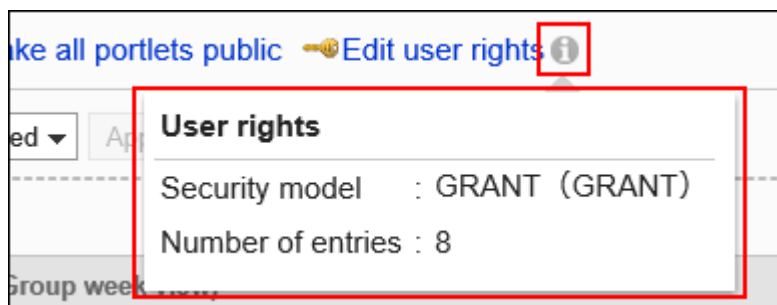 ke all portlets public Edit user rights
ed
User rights
Security model : GRANT（GRANT）
Number of entries : 8
Group week